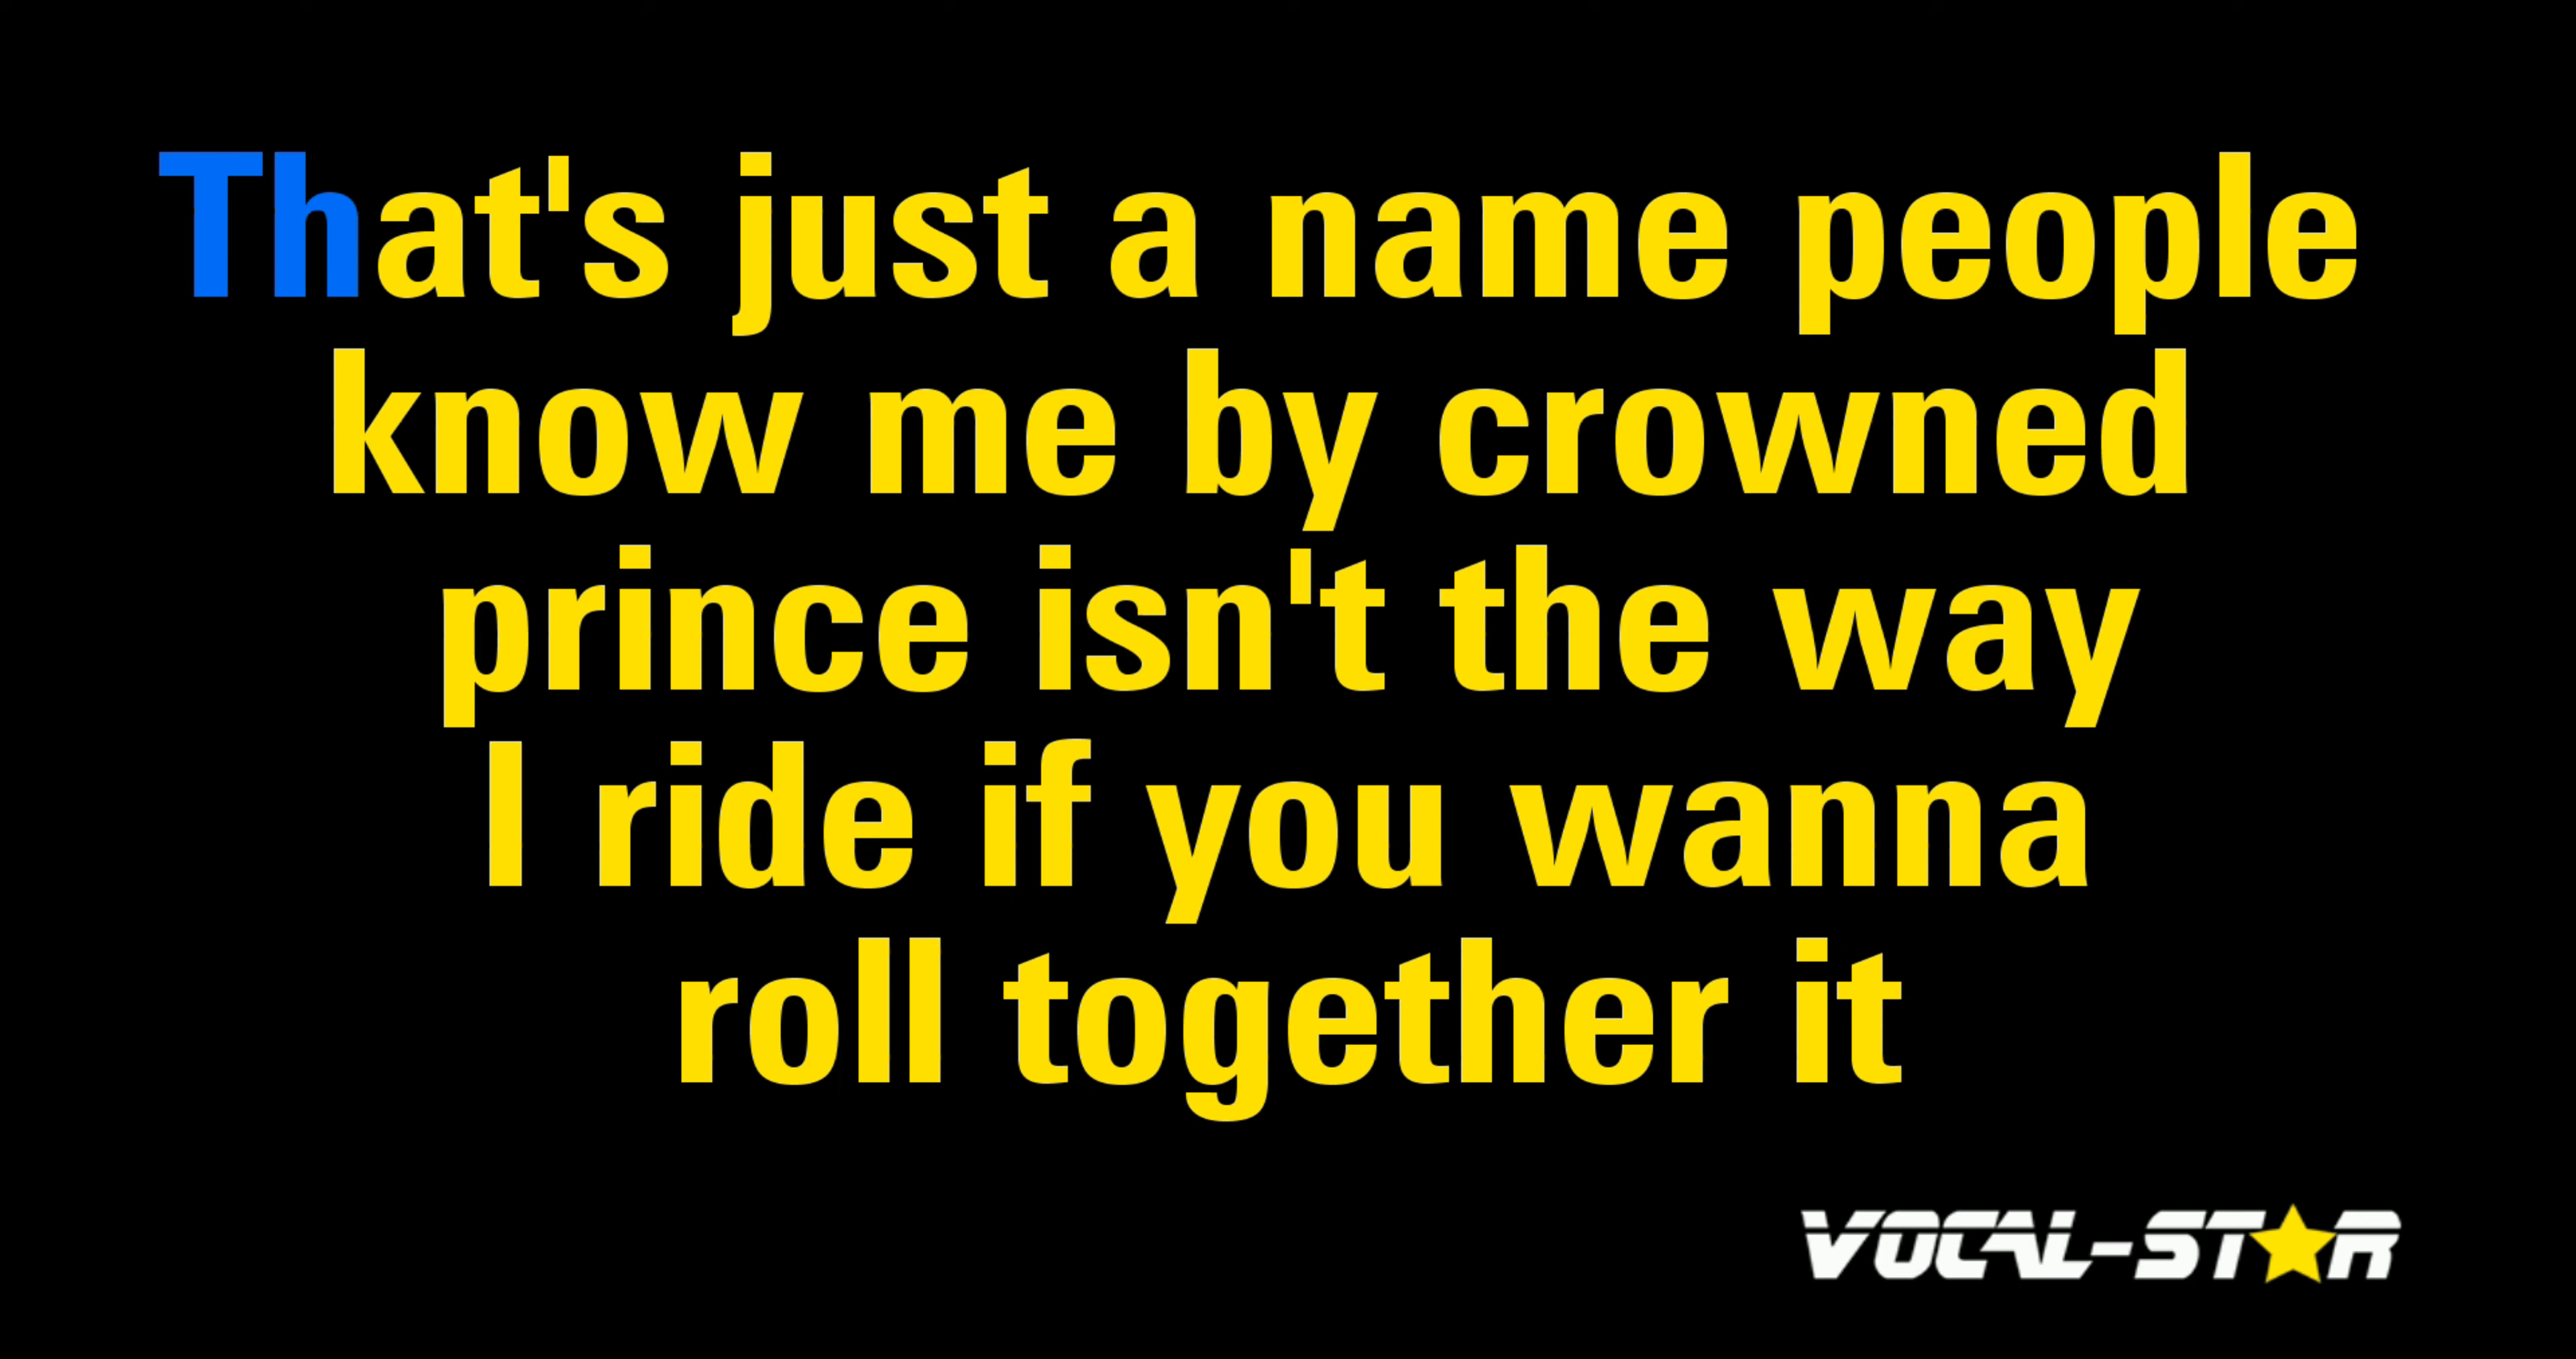 That's just a name people
know me by crowned
prince isn't the way
I ride if you wanna
roll together it
VOCAL-STAR